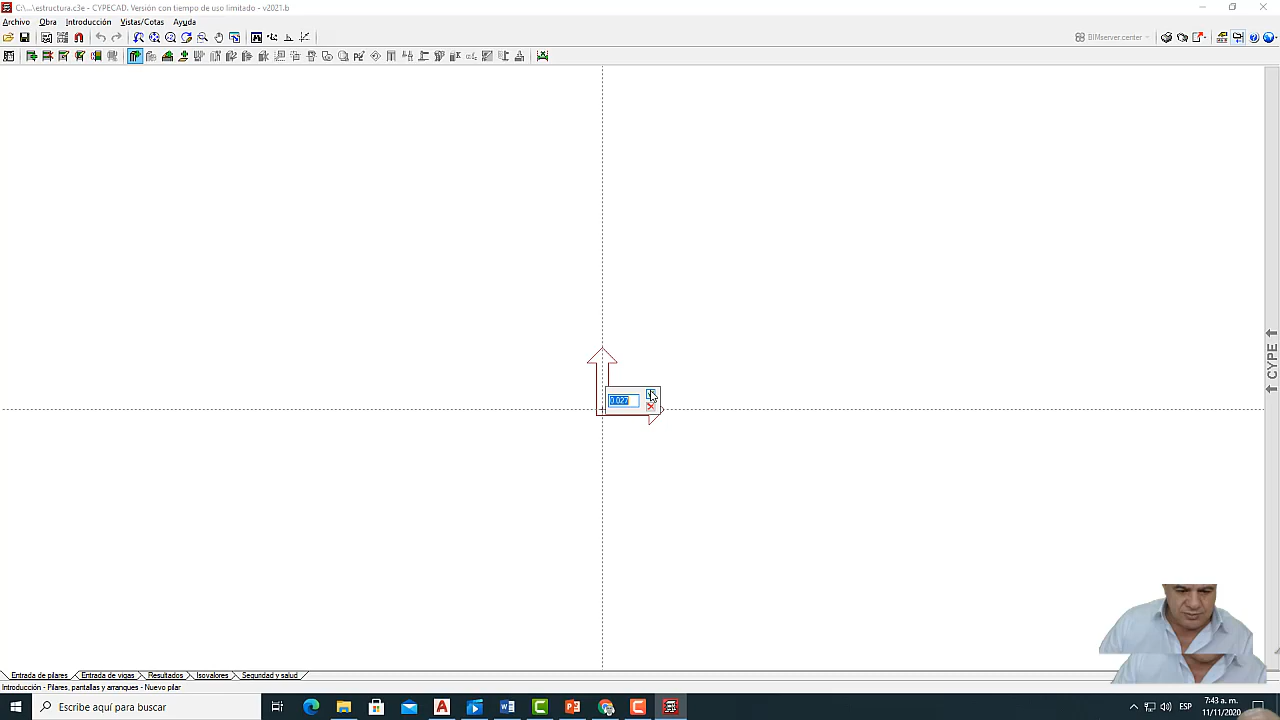 C:\...\estructura.c3e - CYPECAD. Versión con tiempo de uso limitado - v2021.b
Archivo Obra Introducción Vistas/Cotas Ayuda
BIMserver.center
0.027
CYPE
Entrada de pilares Entrada de vigas Resultados Isovalores Seguridad y salud
Introducción - Pilares, pantallas y arranques - Nuevo pilar
Escribe aquí para buscar
ESP
7:43 a. m.
11/11/2020